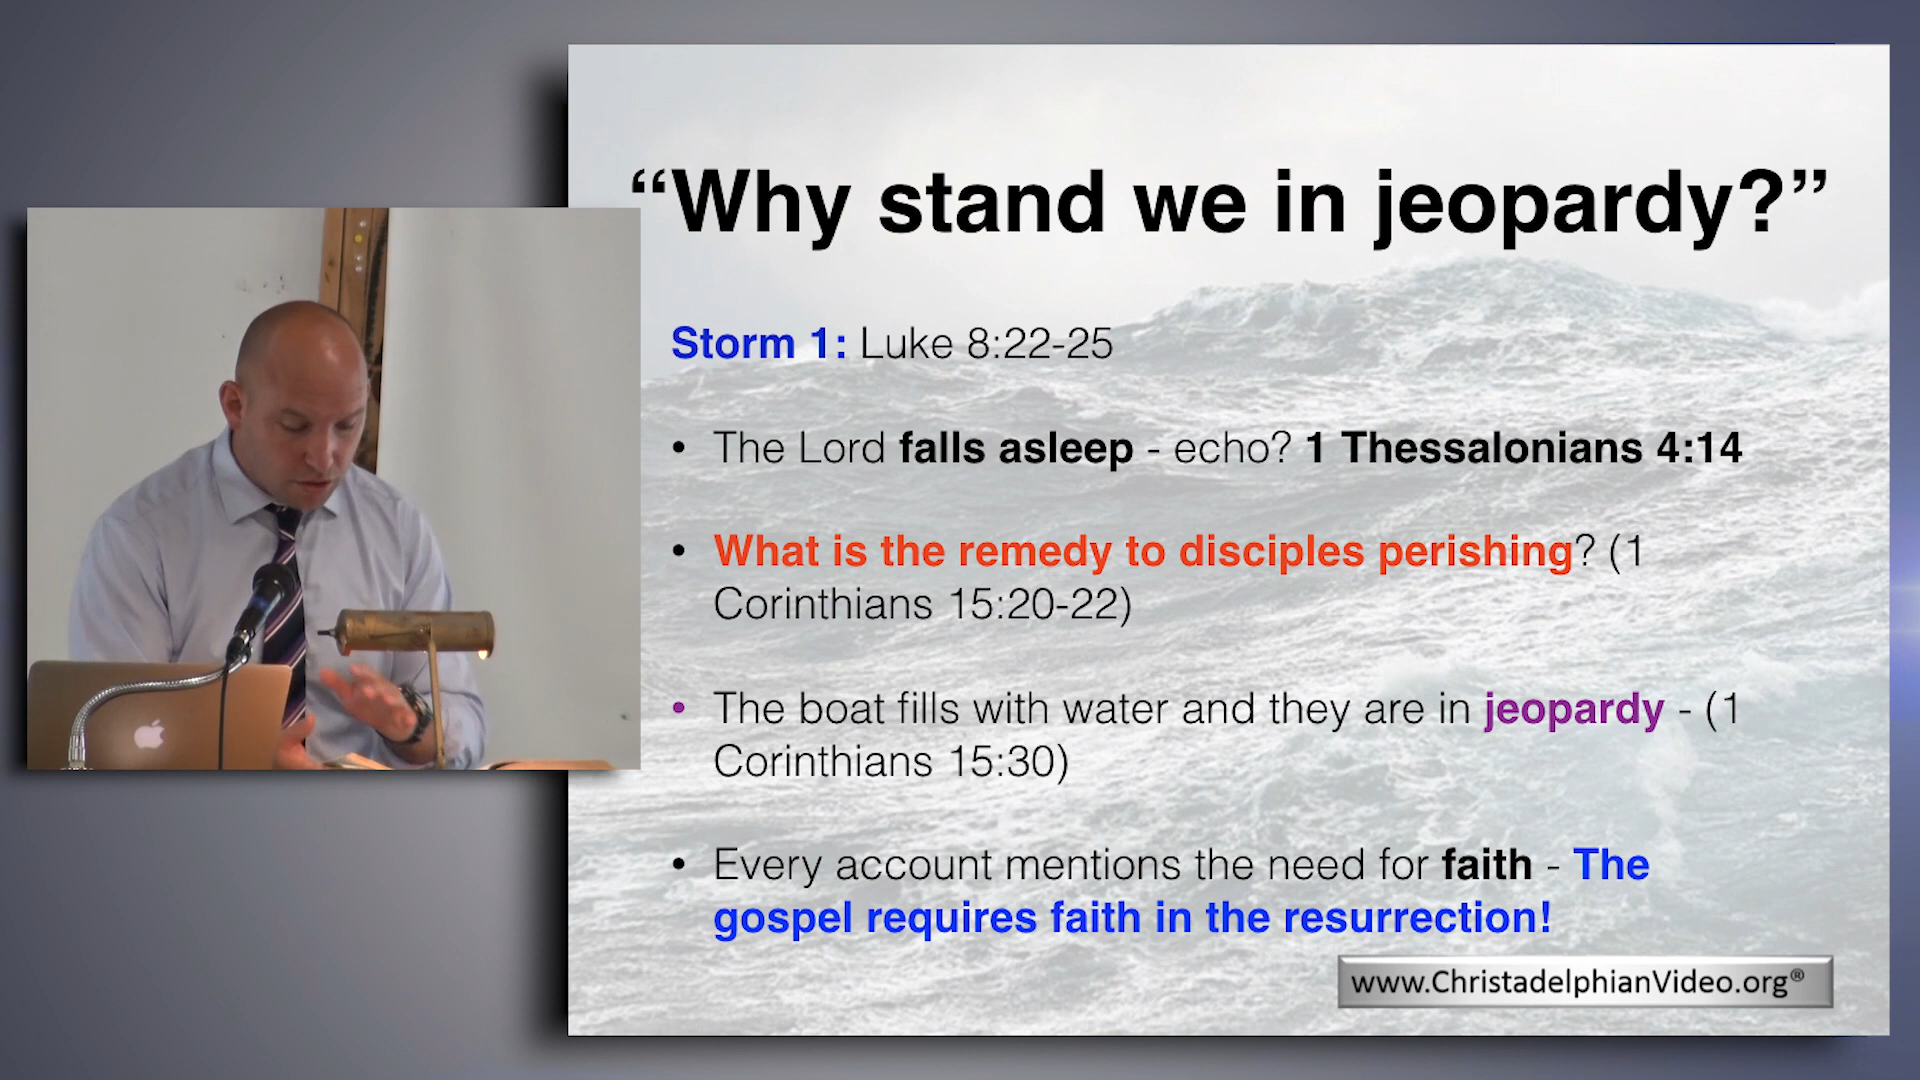 “Why stand we in jeopardy?”
Storm 1: Luke 8:22-25
• The Lord falls asleep - echo? 1 Thessalonians 4:14
• What is the remedy to disciples perishing? (1
Corinthians 15:20-22)
• The boat fills with water and they are in jeopardy - (1
Corinthians 15:30)
• Every account mentions the need for faith - The
gospel requires faith in the resurrection!
www.ChristadelphianVideo.org®